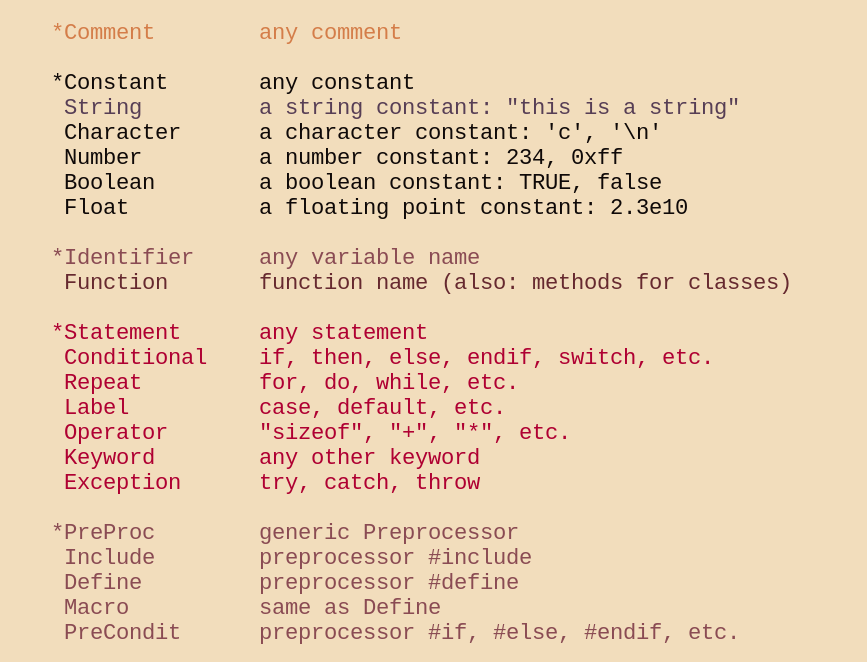 *Comment        any comment
*Constant       any constant
 String         a string constant: "this is a string"
 Character      a character constant: 'c', '\n'
 Number         a number constant: 234, 0xff
 Boolean        a boolean constant: TRUE, false
 Float          a floating point constant: 2.3e10
*Identifier     any variable name
 Function       function name (also: methods for classes)
*Statement      any statement
 Conditional    if, then, else, endif, switch, etc.
 Repeat         for, do, while, etc.
 Label          case, default, etc.
 Operator       "sizeof", "+", "*", etc.
 Keyword        any other keyword
 Exception      try, catch, throw
*PreProc        generic Preprocessor
 Include        preprocessor #include
 Define         preprocessor #define
 Macro          same as Define
 PreCondit      preprocessor #if, #else, #endif, etc.